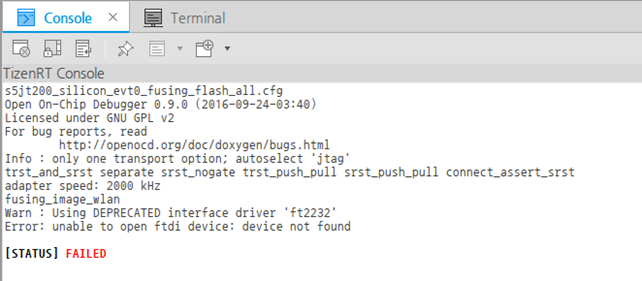 Console
Terminal
TizenRT Console
s5jt200_silicon_evt0_fusing_flash_all.cfg
Open On-Chip Debugger 0.9.0 (2016-09-24-03:40)
Licensed under GNU GPL v2
For bug reports, read
http://openocd.org/doc/doxygen/bugs.html
Info : only one transport option; autoselect 'jtag'
trst_and_srst separate srst_nogate trst_push_pull srst_push_pull connect_assert_srst
adapter speed: 2000 kHz
fusing_image_wlan
Warn : Using DEPRECATED interface driver 'ft2232'
Error: unable to open ftdi device: device not found
[STATUS] FAILED